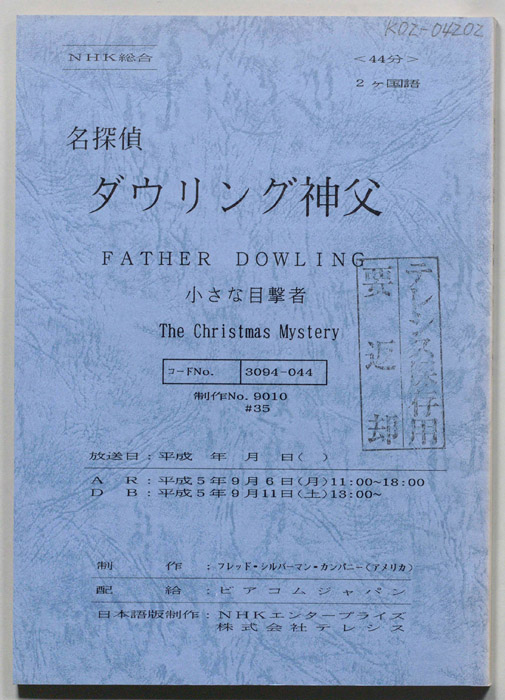 K02-04202
NHK総合
<44分>
2ヶ国語
名探偵
ダウリング神父
FATHER DOWLING
小さな目撃者
The Christmas Mystery
コードNo. 3094-044
制作No. 9010
#35
テレシス保存用
要返却
放送日:平成 年 月 日( )
A R:平成5年9月6日(月)11:00~18:00
D B:平成5年9月11日(土)13:00~
制 作:フレッド・シルバーマン・カンパニー(アメリカ)
配 給:ビアコムジャパン
日本語版制作:NHKエンタープライズ
株式会社テレシス